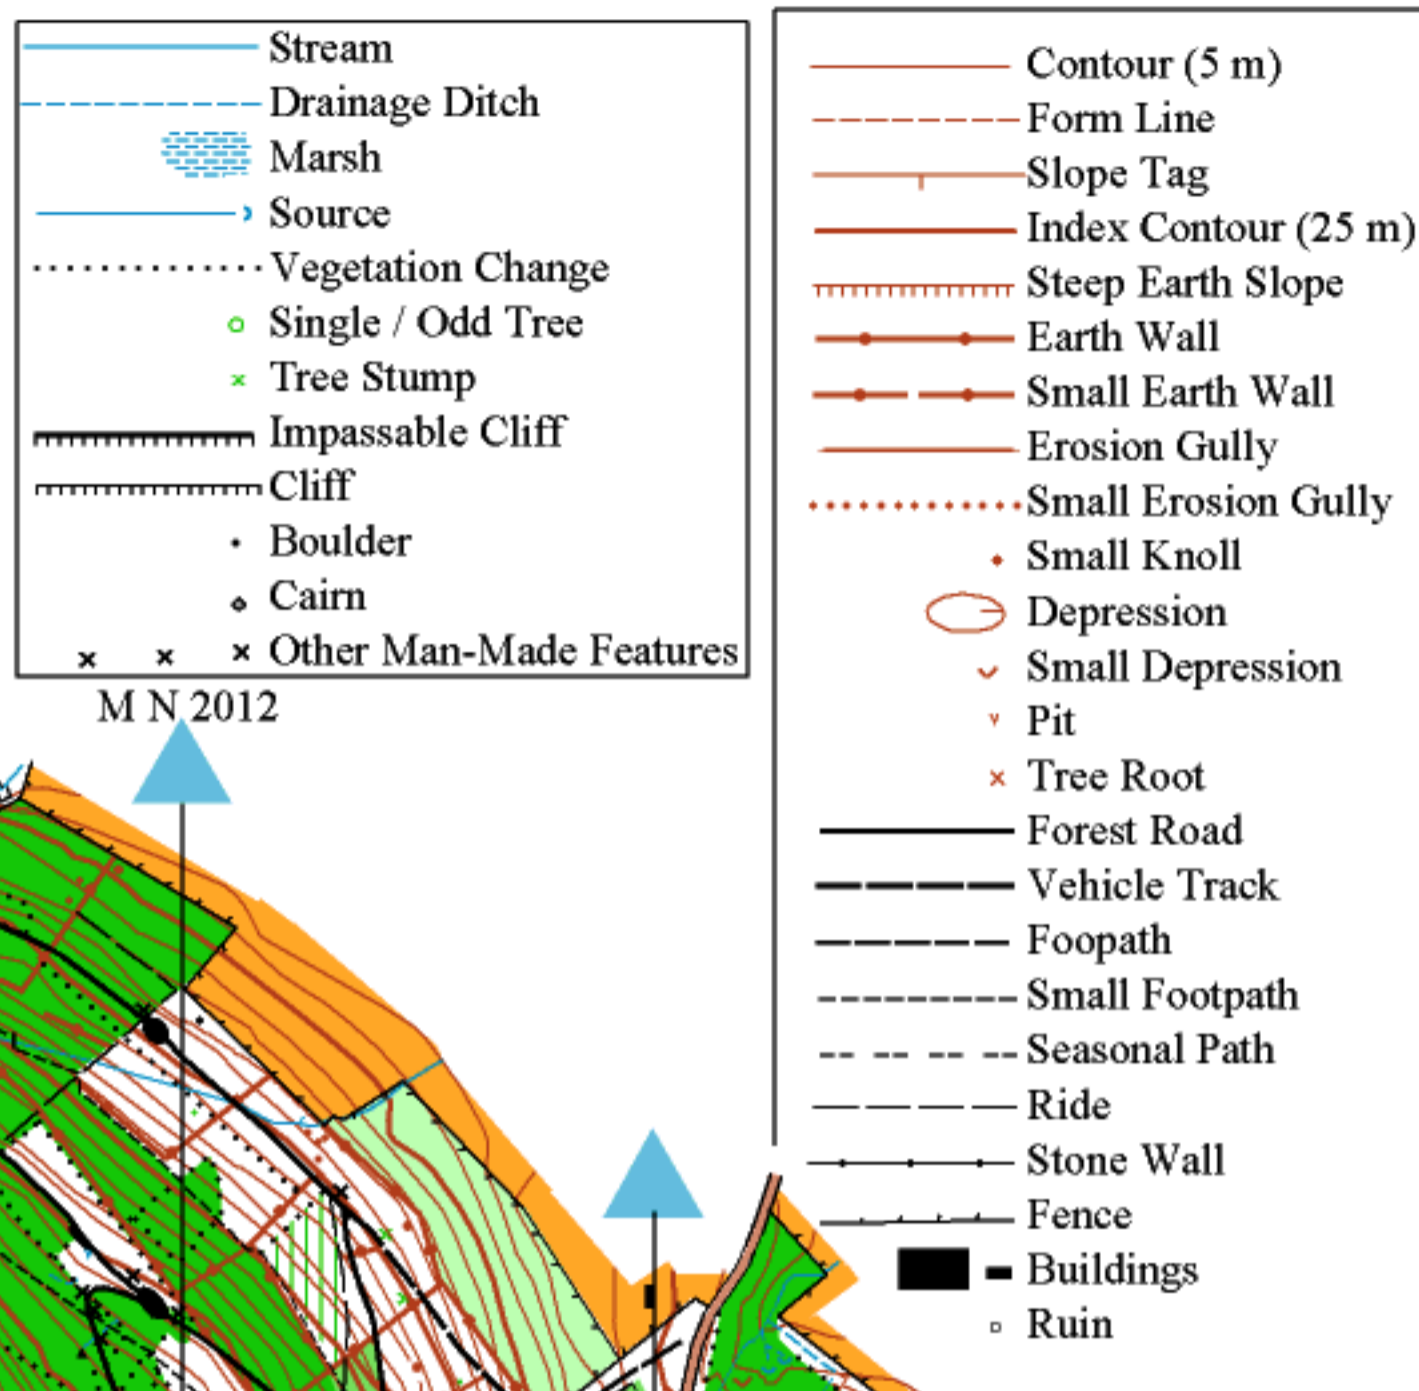 Stream
Drainage Ditch
Marsh
Source
Vegetation Change
Single / Odd Tree
Tree Stump
Impassable Cliff
Cliff
Boulder
Cairn
Other Man-Made Features
M N 2012
Contour (5 m)
Form Line
Slope Tag
Index Contour (25 m)
Steep Earth Slope
Earth Wall
Small Earth Wall
Erosion Gully
Small Erosion Gully
Small Knoll
Depression
Small Depression
Pit
Tree Root
Forest Road
Vehicle Track
Foopath
Small Footpath
Seasonal Path
Ride
Stone Wall
Fence
Buildings
Ruin